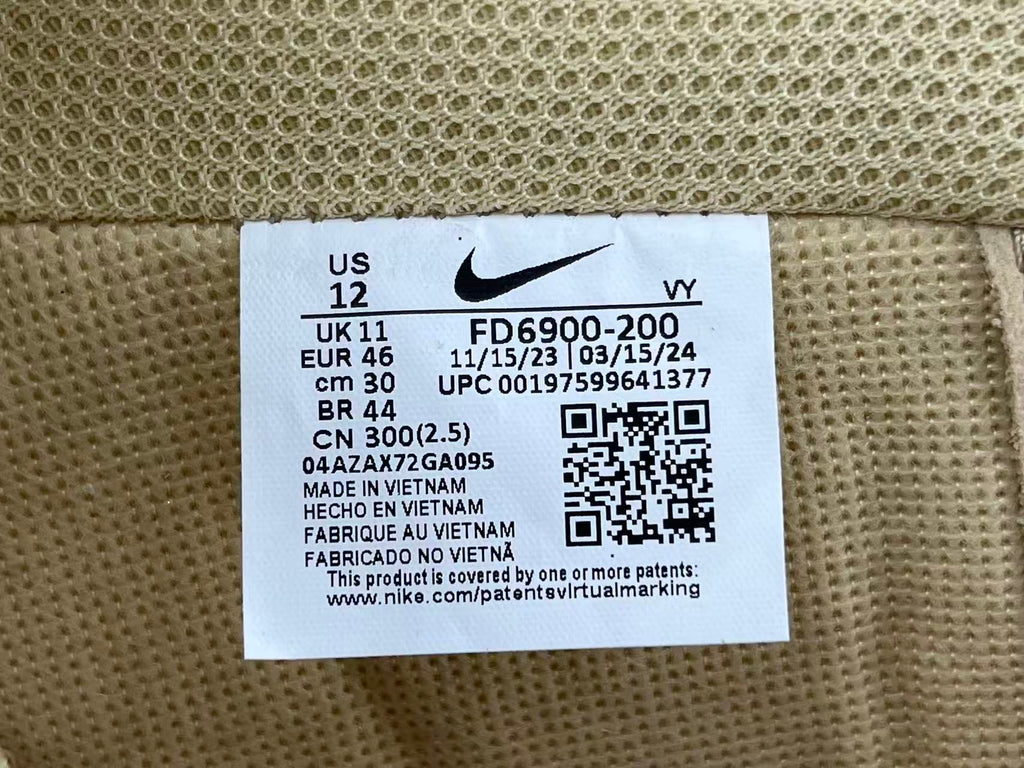 US
12
VY
UK 11
FD6900-200
EUR 46
11/15/23 | 03/15/24
cm 30
UPC 00197599641377
BR 44
CN 300(2.5)
04AZAX72GA095
MADE IN VIETNAM
HECHO EN VIETNAM
FABRIQUE AU VIETNAM
FABRICADO NO VIETNÃ
This product is covered by one or more patents:
www.nike.com/patentsvirtualmarking